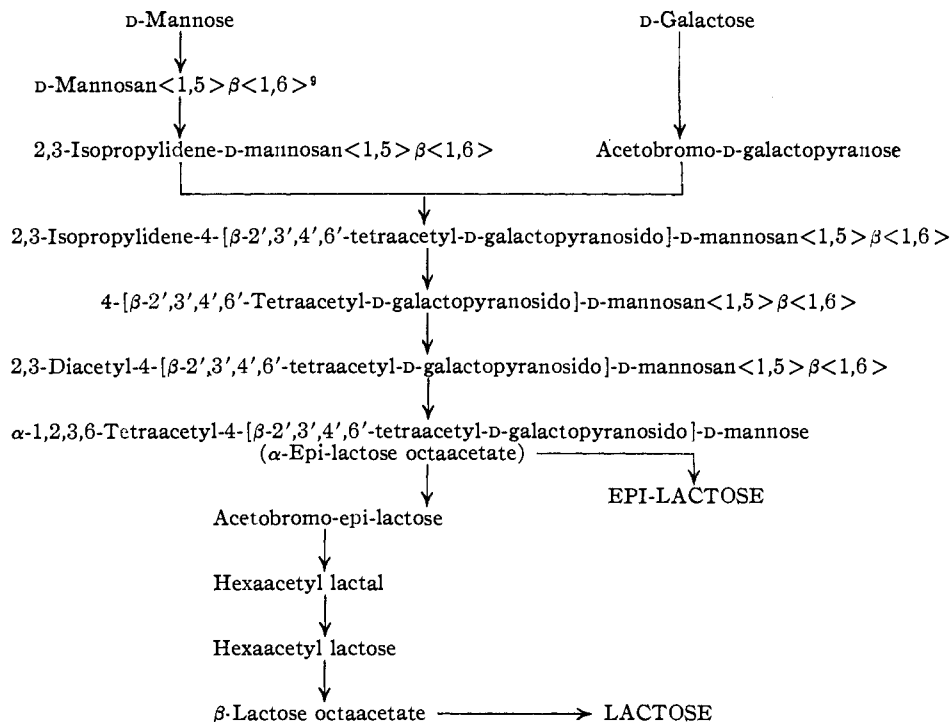 D-Mannose
D-Galactose
D-Mannosan<1,5>β<1,6>⁹
2,3-Isopropylidene-D-mannosan<1,5>β<1,6>
Acetobromo-D-galactopyranose
2,3-Isopropylidene-4-[β-2',3',4',6'-tetraacetyl-D-galactopyranosido]-D-mannosan<1,5>β<1,6>
4-[β-2',3',4',6'-Tetraacetyl-D-galactopyranosido]-D-mannosan<1,5>β<1,6>
2,3-Diacetyl-4-[β-2',3',4',6'-tetraacetyl-D-galactopyranosido]-D-mannosan<1,5>β<1,6>
α-1,2,3,6-Tetraacetyl-4-[β-2',3',4',6'-tetraacetyl-D-galactopyranosido]-D-mannose
(α-Epi-lactose octaacetate)
EPI-LACTOSE
Acetobromo-epi-lactose
Hexaacetyl lactal
Hexaacetyl lactose
β-Lactose octaacetate
LACTOSE